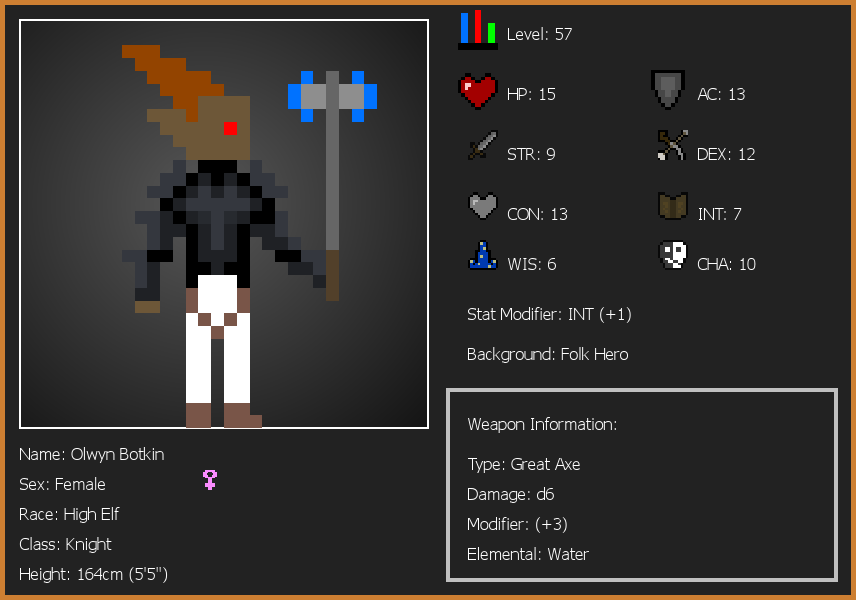 Level: 57
HP: 15
AC: 13
STR: 9
DEX: 12
CON: 13
INT: 7
WIS: 6
CHA: 10
Stat Modifier: INT (+1)
Background: Folk Hero
Weapon Information:
Type: Great Axe
Damage: d6
Modifier: (+3)
Elemental: Water
Name: Olwyn Botkin
Sex: Female
Race: High Elf
Class: Knight
Height: 164cm (5'5")